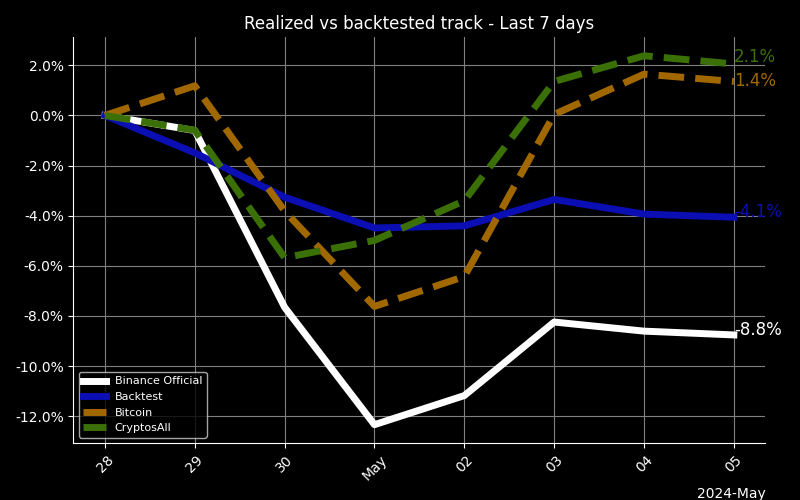 Realized vs backtested track - Last 7 days
2.0%
0.0%
-2.0%
-4.0%
-6.0%
-8.0%
-10.0%
-12.0%
2.1%
1.4%
-4.1%
-8.8%
Binance Official
Backtest
Bitcoin
CryptosAll
28
29
30
May
02
03
04
05
2024-May